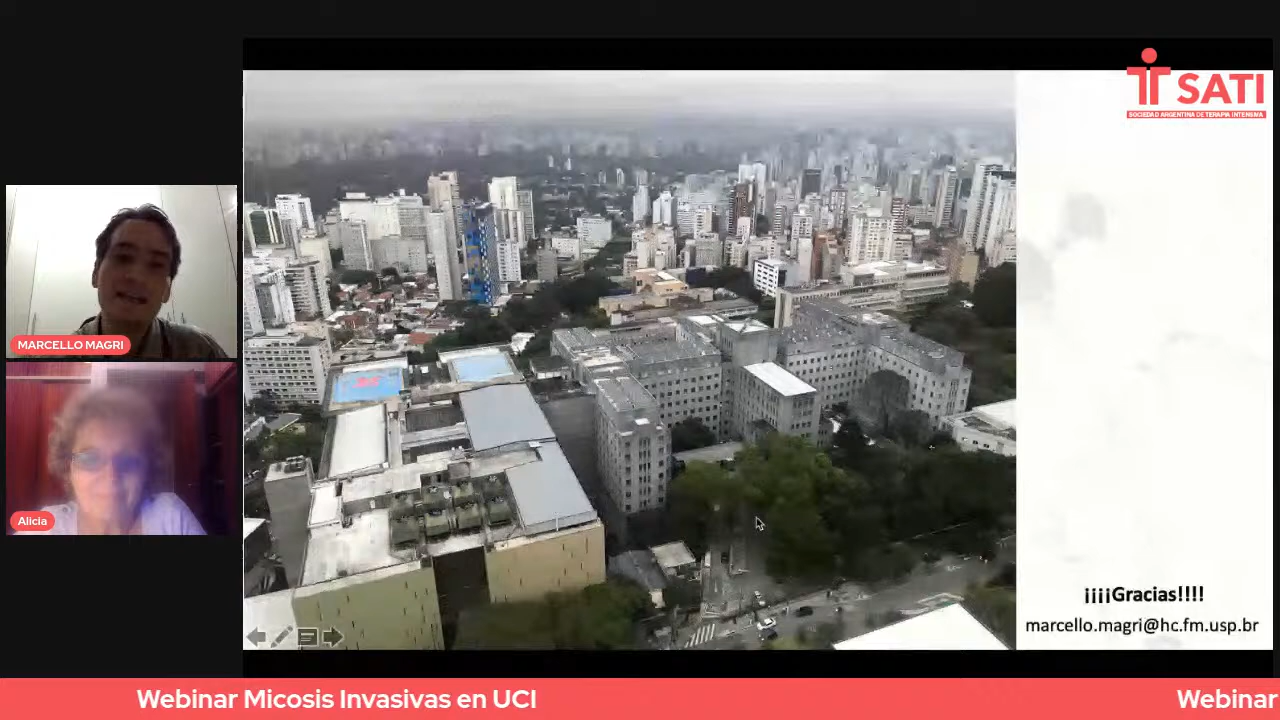 SATI
SOCIEDAD ARGENTINA DE TERAPIA INTENSIVA
MARCELLO MAGRI
Alicia
¡¡¡¡Gracias!!!!
marcello.magri@hc.fm.usp.br
Webinar Micosis Invasivas en UCI
Webinar